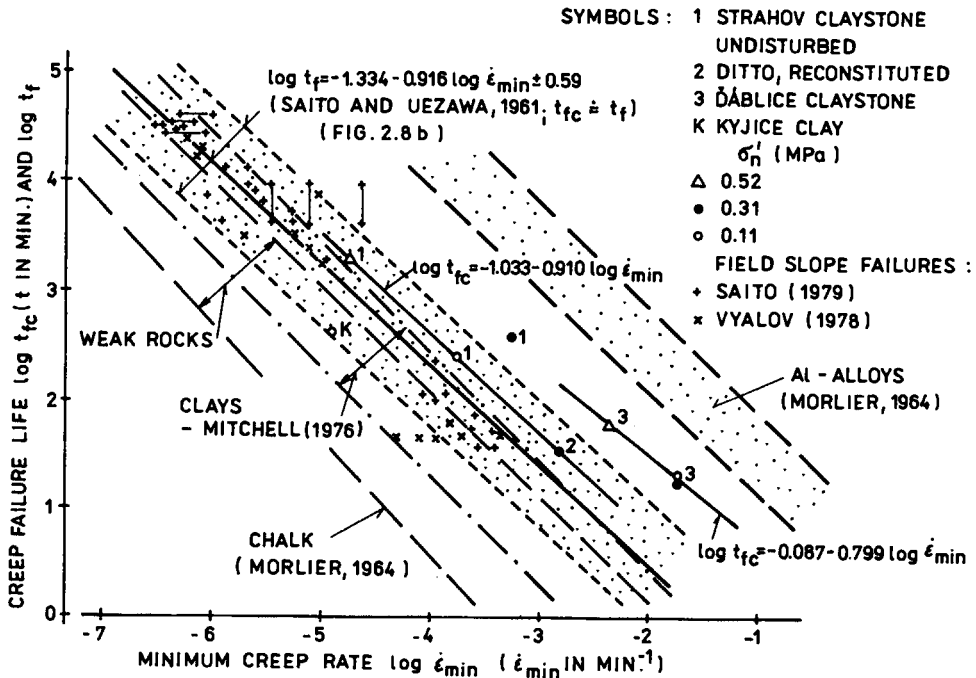 SYMBOLS : 1 STRAHOV CLAYSTONE
UNDISTURBED
2 DITTO, RECONSTITUTED
3 ĎÁBLICE CLAYSTONE
K KYJICE CLAY
σn' (MPa)
△ 0.52
● 0.31
○ 0.11
FIELD SLOPE FAILURES :
+ SAITO (1979)
× VYALOV (1978)
log tf=-1.334-0.916 log ε̇min ± 0.59
(SAITO AND UEZAWA, 1961; tfc ≐ tf)
(FIG. 2.8 b)
log tfc=-1.033-0.910 log ε̇min
WEAK ROCKS
CLAYS
- MITCHELL (1976)
CHALK
(MORLIER, 1964)
Al-ALLOYS
(MORLIER, 1964)
log tfc=-0.087-0.799 log ε̇min
1
1
1
2
3
3
K
CREEP FAILURE LIFE log tfc (t IN MIN.) AND log tf
5
4
3
2
1
0
-7 -6 -5 -4 -3 -2 -1
MINIMUM CREEP RATE log ε̇min (ε̇min IN MIN.-1)